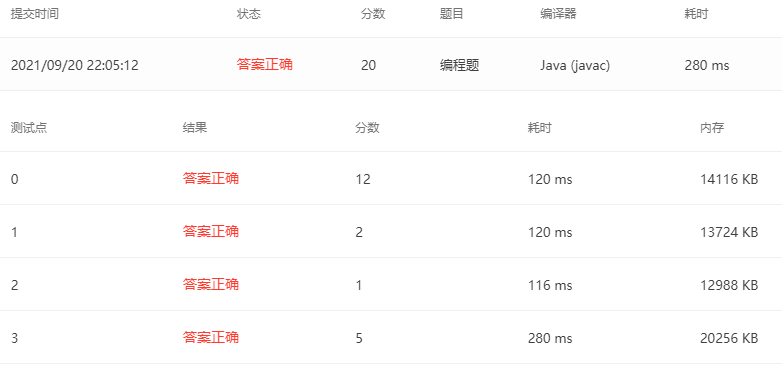 提交时间 状态 分数 题目 编译器 耗时
2021/09/20 22:05:12 答案正确 20 编程题 Java (javac) 280 ms
测试点 结果 分数 耗时 内存
0 答案正确 12 120 ms 14116 KB
1 答案正确 2 120 ms 13724 KB
2 答案正确 1 116 ms 12988 KB
3 答案正确 5 280 ms 20256 KB